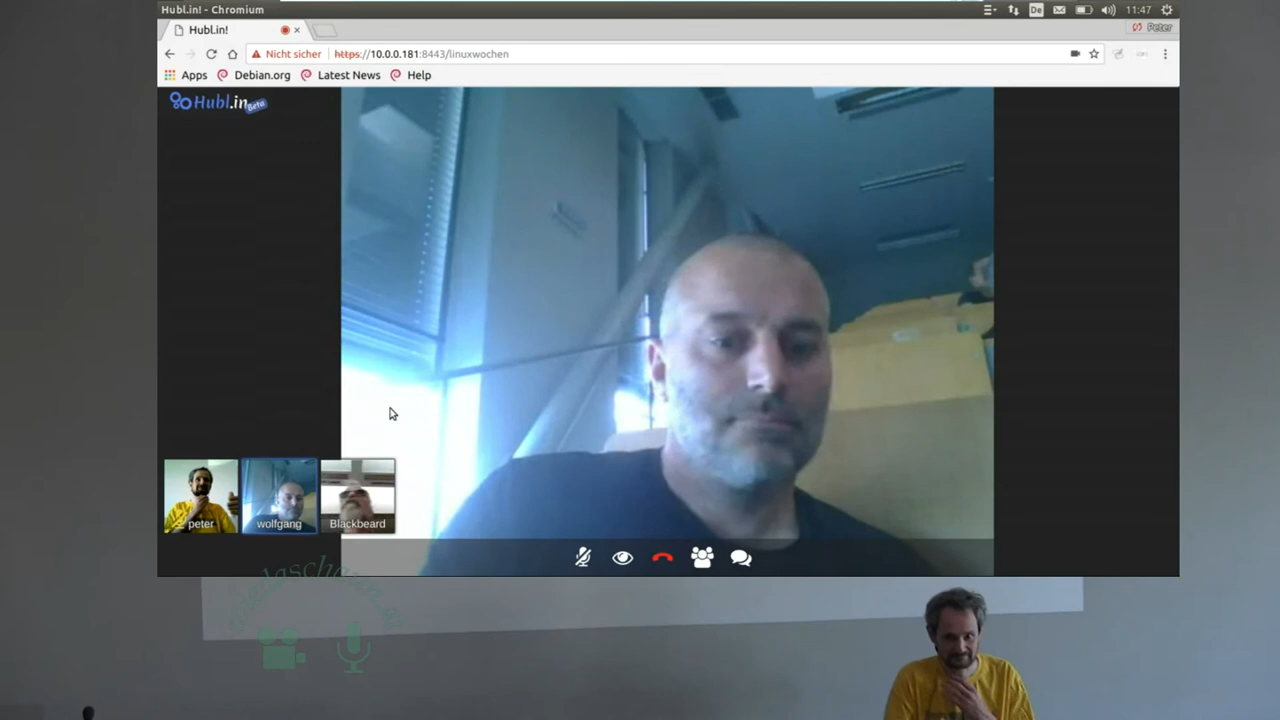 Hubl.in! - Chromium
De
11:47
Hubl.in!
Peter
Nicht sicher
https://10.0.0.181:8443/linuxwochen
Apps
Debian.org
Latest News
Help
Hubl.in Beta
peter
wolfgang
Blackbeard